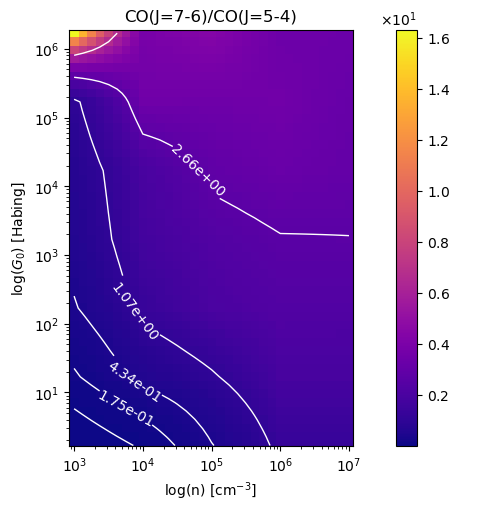 CO(J=7-6)/CO(J=5-4)
×10¹
10⁶
10⁵
10⁴
10³
10²
10¹
log(G₀) [Habing]
2.66e+00
1.07e+00
4.34e-01
1.75e-01
10³ 10⁴ 10⁵ 10⁶ 10⁷
log(n) [cm⁻³]
1.6
1.4
1.2
1.0
0.8
0.6
0.4
0.2